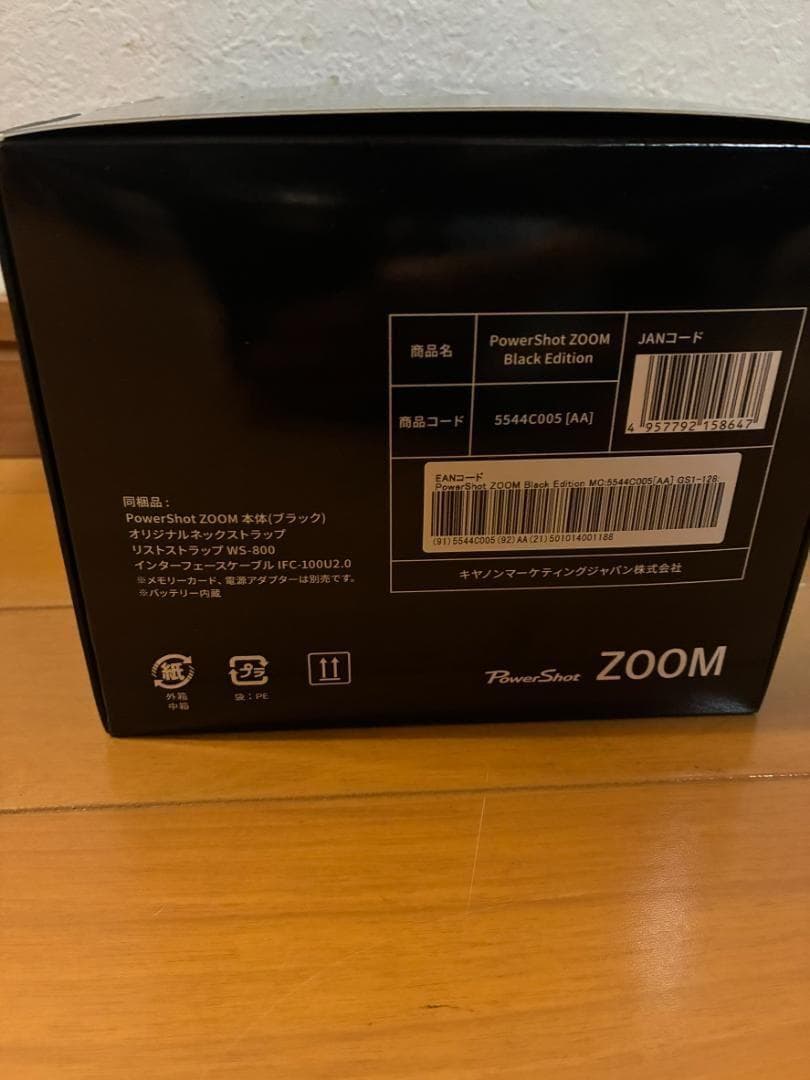 商品名
PowerShot ZOOM
Black Edition
JANコード
4 957792 158647
商品コード
5544C005 [AA]
EANコード
PowerShot ZOOM Black Edition MC:5544C005[AA] GS1-128:
(91)5544C005(92)AA(21)501014001186
キヤノンマーケティングジャパン株式会社
同梱品：
PowerShot ZOOM 本体(ブラック)
オリジナルネックストラップ
リストストラップ WS-800
インターフェースケーブル IFC-100U2.0
※メモリーカード、電源アダプターは別売です。
※バッテリー内蔵
紙
外箱
中箱
プラ
袋：PE
PowerShot ZOOM